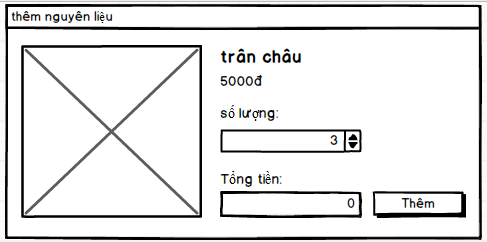 thêm nguyên liệu
trân châu
5000đ
số lượng:
3
Tổng tiền:
0
Thêm